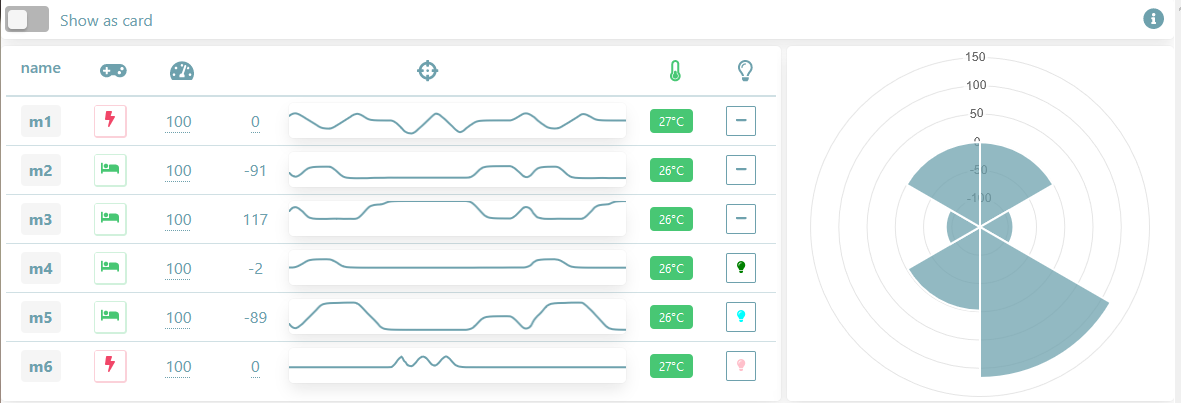 Show as card
name
m1 100 0 27°C
m2 100 -91 26°C
m3 100 117 26°C
m4 100 -2 26°C
m5 100 -89 26°C
m6 100 0 27°C
150
100
50
0
-50
-100